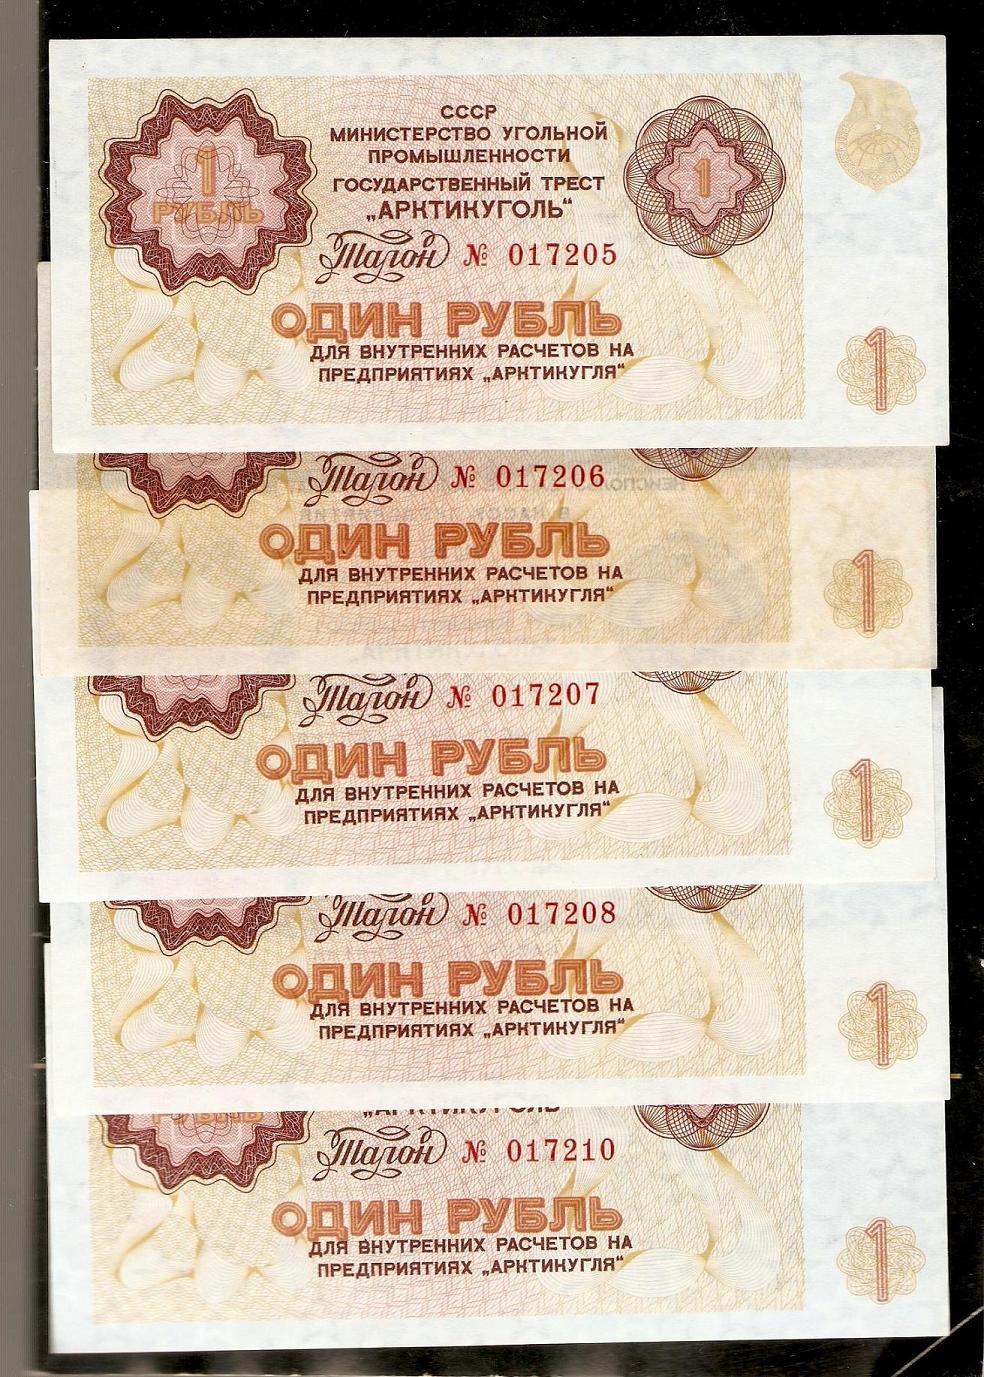 СССР
МИНИСТЕРСТВО УГОЛЬНОЙ
ПРОМЫШЛЕННОСТИ
ГОСУДАРСТВЕННЫЙ ТРЕСТ
„АРКТИКУГОЛЬ“
1
РУБЛЬ
1
Талон № 017205
ОДИН РУБЛЬ
ДЛЯ ВНУТРЕННИХ РАСЧЕТОВ НА
ПРЕДПРИЯТИЯХ „АРКТИКУГЛЯ“
1
Талон № 017206
ОДИН РУБЛЬ
ДЛЯ ВНУТРЕННИХ РАСЧЕТОВ НА
ПРЕДПРИЯТИЯХ „АРКТИКУГЛЯ“
1
Талон № 017207
ОДИН РУБЛЬ
ДЛЯ ВНУТРЕННИХ РАСЧЕТОВ НА
ПРЕДПРИЯТИЯХ „АРКТИКУГЛЯ“
1
Талон № 017208
ОДИН РУБЛЬ
ДЛЯ ВНУТРЕННИХ РАСЧЕТОВ НА
ПРЕДПРИЯТИЯХ „АРКТИКУГЛЯ“
1
РУБЛЬ
„АРКТИКУГОЛЬ“
Талон № 017210
ОДИН РУБЛЬ
ДЛЯ ВНУТРЕННИХ РАСЧЕТОВ НА
ПРЕДПРИЯТИЯХ „АРКТИКУГЛЯ“
1